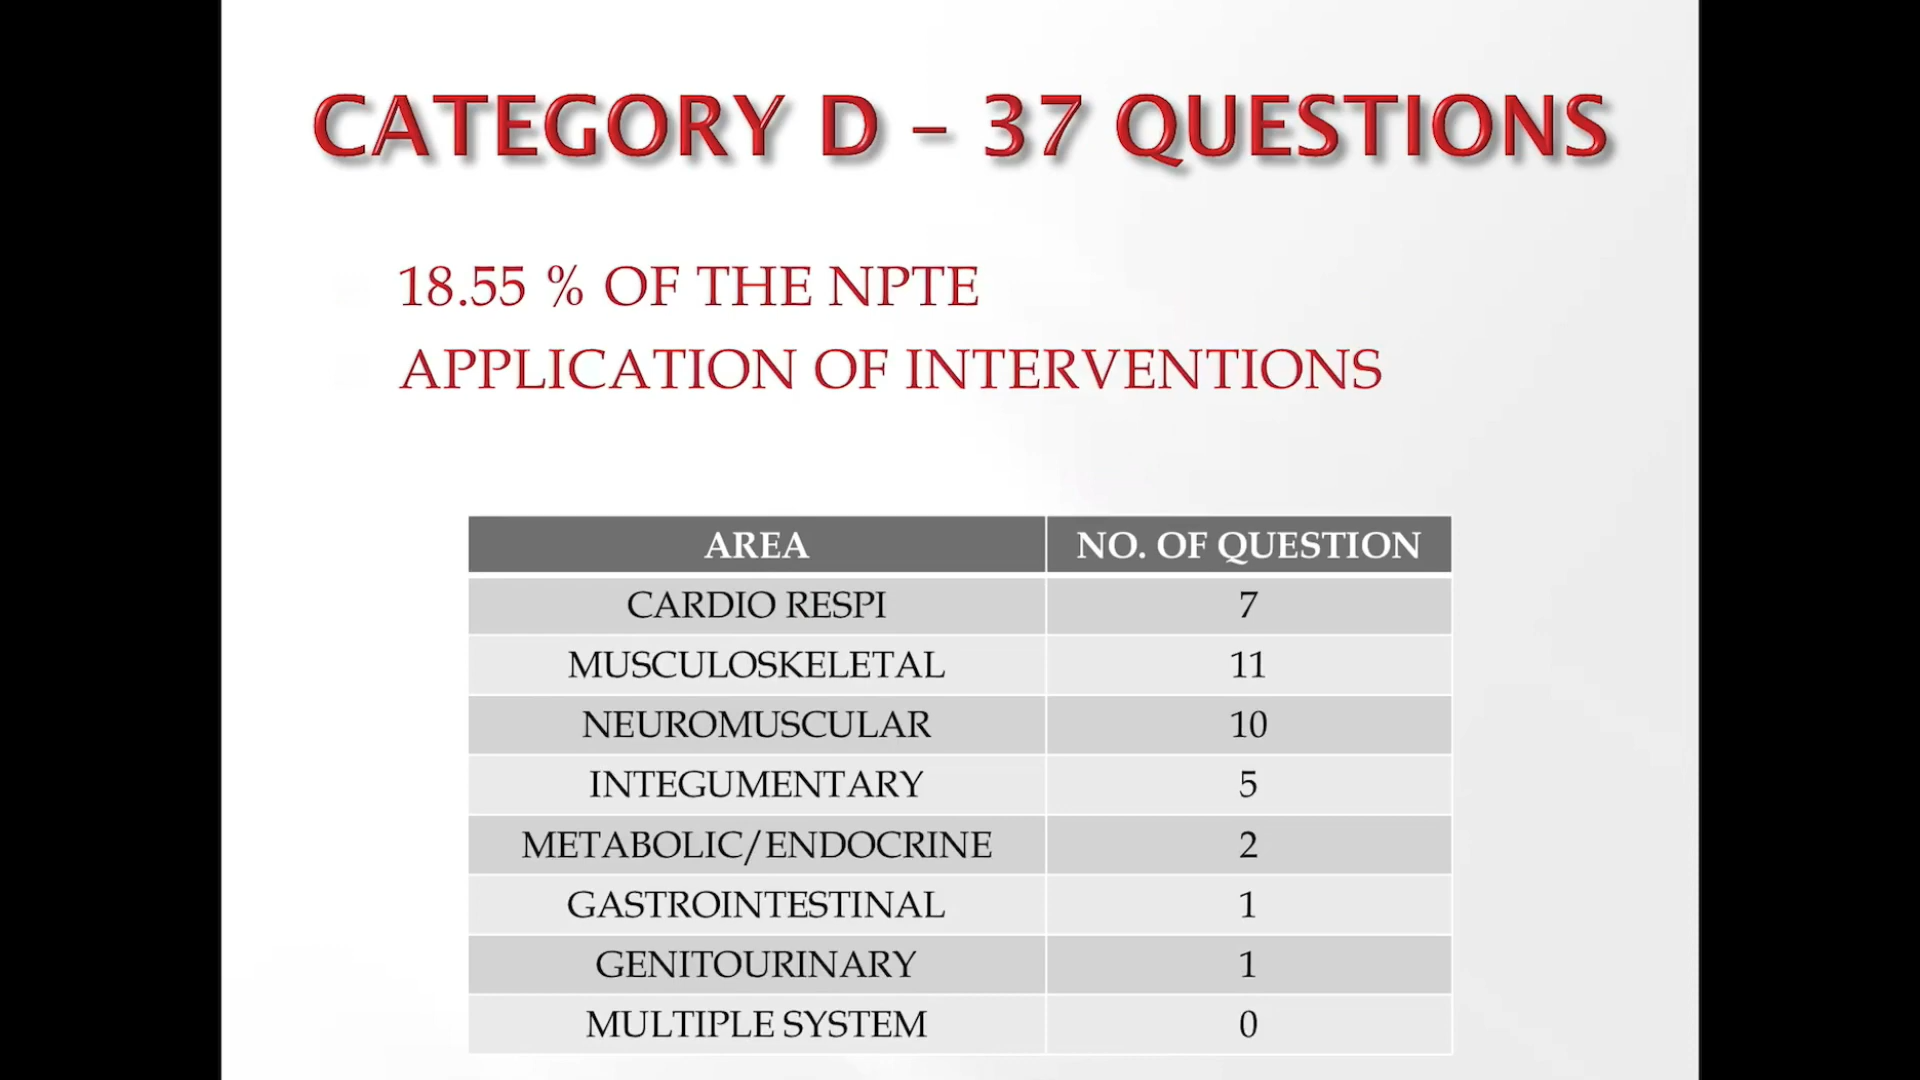 CATEGORY D – 37 QUESTIONS
18.55 % OF THE NPTE
APPLICATION OF INTERVENTIONS
AREA NO. OF QUESTION
CARDIO RESPI 7
MUSCULOSKELETAL 11
NEUROMUSCULAR 10
INTEGUMENTARY 5
METABOLIC/ENDOCRINE 2
GASTROINTESTINAL 1
GENITOURINARY 1
MULTIPLE SYSTEM 0